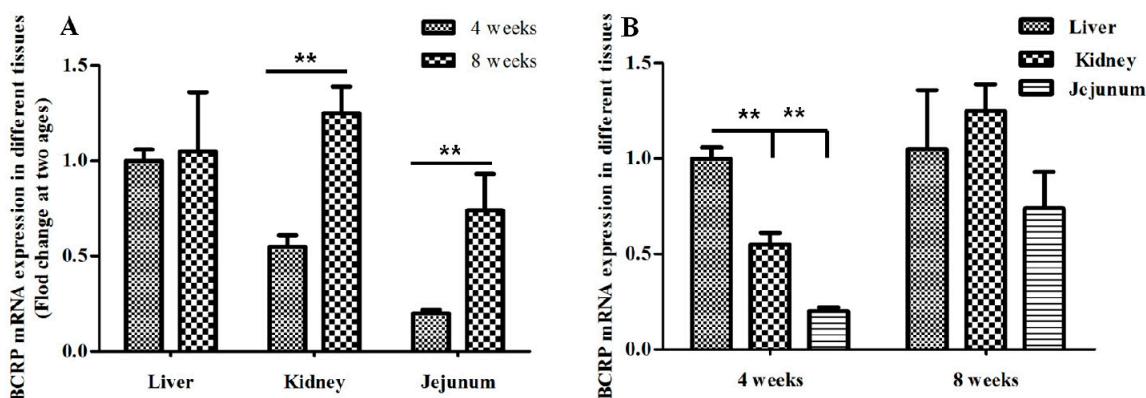 A
4 weeks
8 weeks
BCRP mRNA expression in different tissues
(Flod change at two ages)
1.5
1.0
0.5
0.0
**
**
Liver
Kidney
Jejunum
B
Liver
Kidney
Jejunum
BCRP mRNA expression in different tissues
1.5
1.0
0.5
0.0
**
**
4 weeks
8 weeks